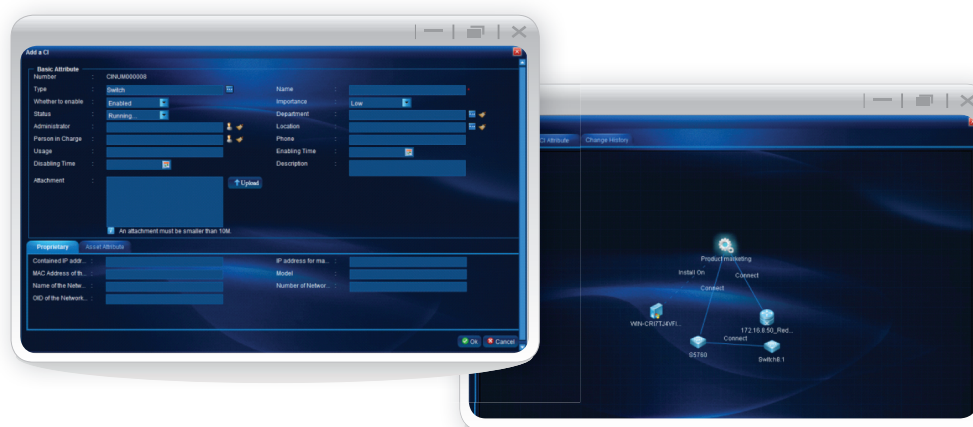 Add a CI
Basic Attribute
Number : CINUM000008
Type : Switch Name :
Whether to enable : Enabled Importance : Low
Status : Running... Department :
Administrator : Location :
Person in Charge : Phone :
Usage : Enabling Time :
Disabling Time : Description :
Attachment : Upload
An attachment must be smaller than 10M.
Proprietary Asset Attribute
Contained IP addr... : IP address for ma... :
MAC Address of th... : Model :
Name of the Netw... : Number of Networ... :
OID of the Network... :
Ok Cancel
CI Attribute Change History
Product marketing
Install On Connect
Connect
WIN-CRI7TJ4VFI...
172.16.8.50_Red...
Connect
S5760
Switch8.1